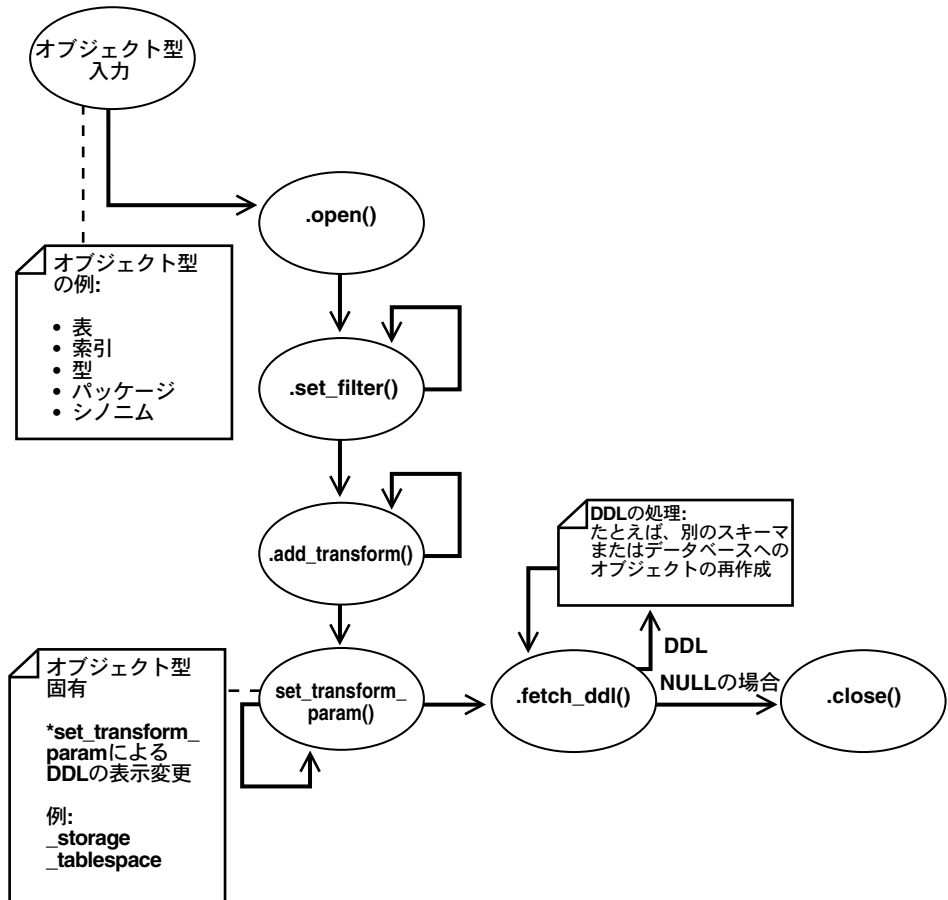 オブジェクト型
入力
.open()
オブジェクト型
の例:
• 表
• 索引
• 型
• パッケージ
• シノニム
.set_filter()
.add_transform()
DDLの処理:
たとえば、別のスキーマ
またはデータベースへの
オブジェクトの再作成
オブジェクト型
固有
*set_transform_
paramによる
DDLの表示変更
例:
_storage
_tablespace
set_transform_
param()
.fetch_ddl()
DDL
NULLの場合
.close()